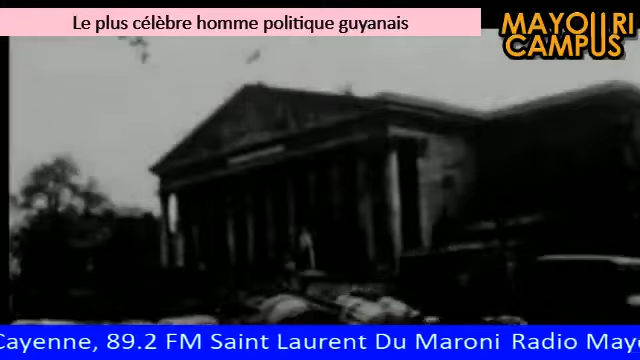 Le plus célèbre homme politique guyanais
MAYOURI
CAMPUS
Cayenne, 89.2 FM Saint Laurent Du Maroni Radio Mayo